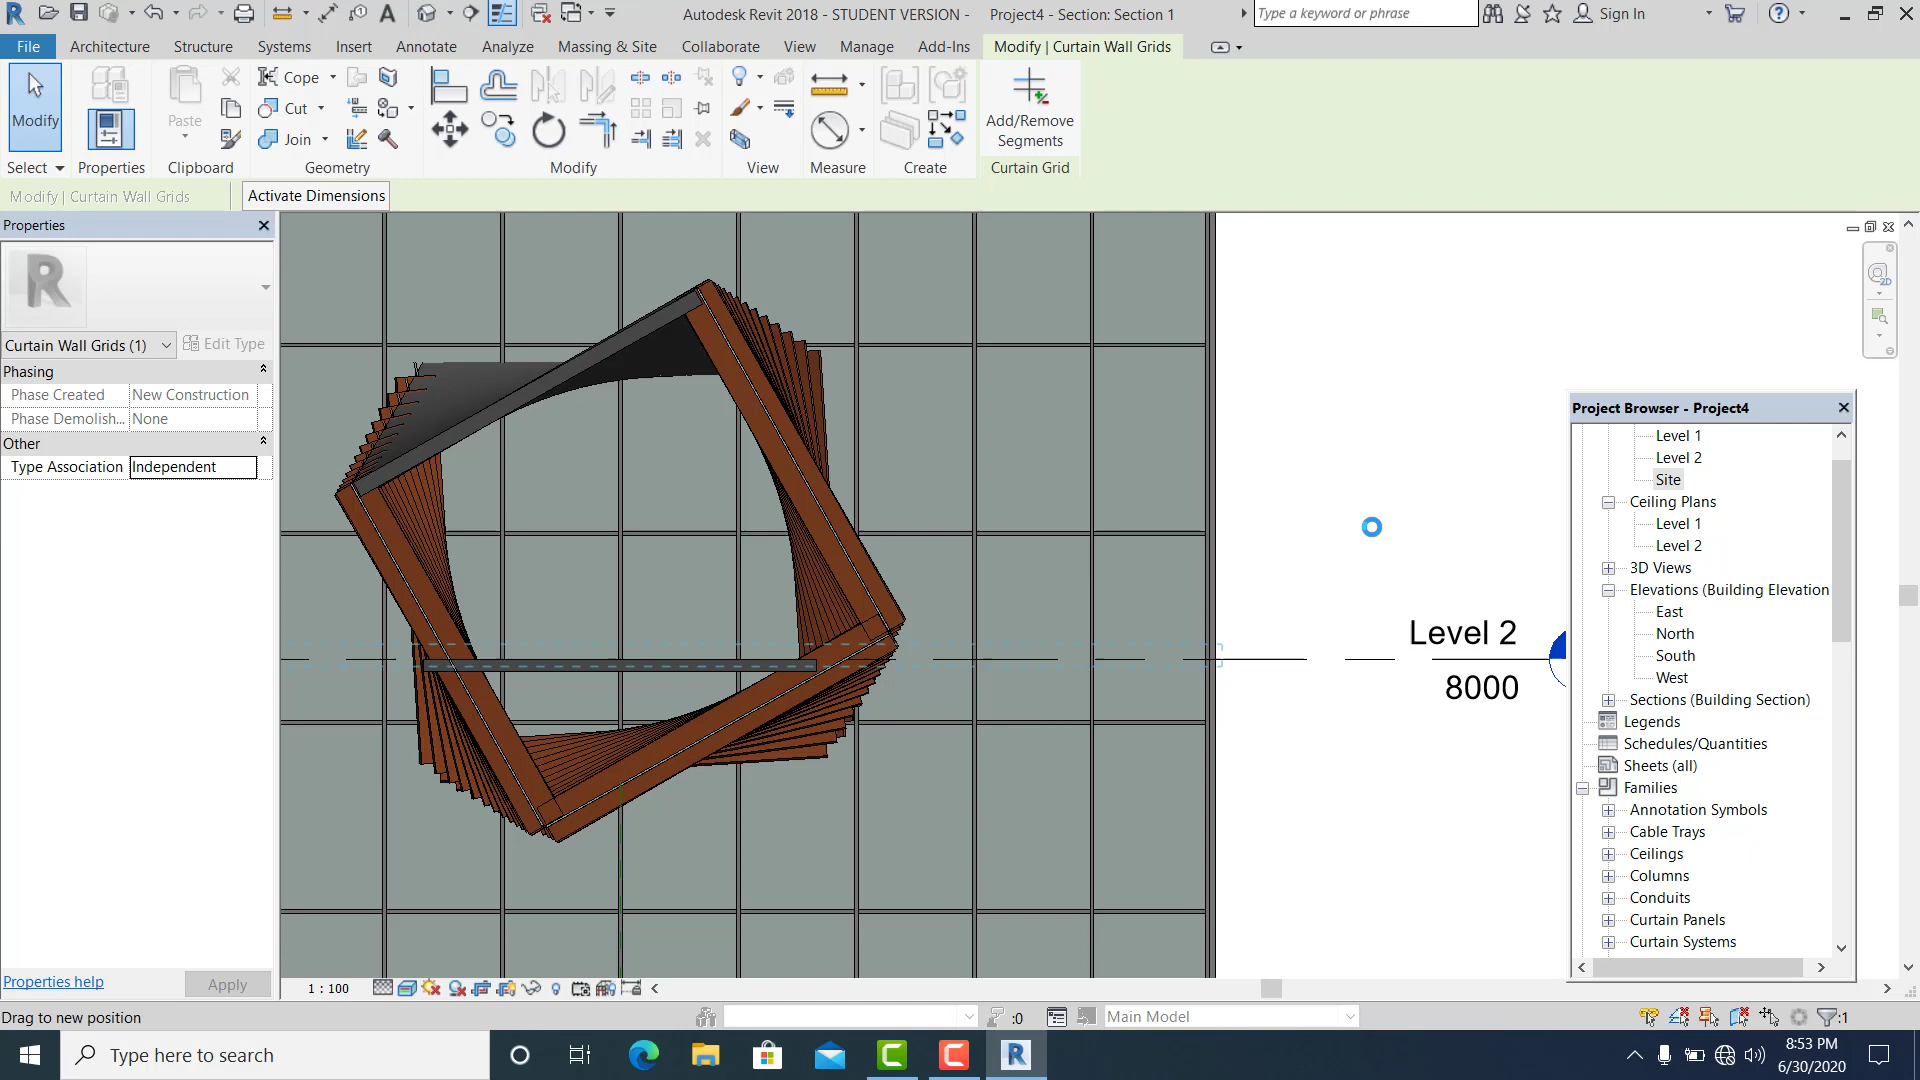 Autodesk Revit 2018 - STUDENT VERSION - Project4 - Section: Section 1
Type a keyword or phrase
Sign In
File Architecture Structure Systems Insert Annotate Analyze Massing & Site Collaborate View Manage Add-Ins Modify | Curtain Wall Grids
Modify
Paste
Cope
Cut
Join
Add/Remove
Segments
Select Properties Clipboard Geometry Modify View Measure Create Curtain Grid
Modify | Curtain Wall Grids
Activate Dimensions
Properties
Curtain Wall Grids (1)
Edit Type
Phasing
Phase Created New Construction
Phase Demolish... None
Other
Type Association Independent
Properties help
Apply
Level 2
8000
2D
Project Browser - Project4
Level 1
Level 2
Site
Ceiling Plans
Level 1
Level 2
3D Views
Elevations (Building Elevation
East
North
South
West
Sections (Building Section)
Legends
Schedules/Quantities
Sheets (all)
Families
Annotation Symbols
Cable Trays
Ceilings
Columns
Conduits
Curtain Panels
Curtain Systems
1 : 100
Drag to new position
:0
Main Model
:1
Type here to search
8:53 PM
6/30/2020